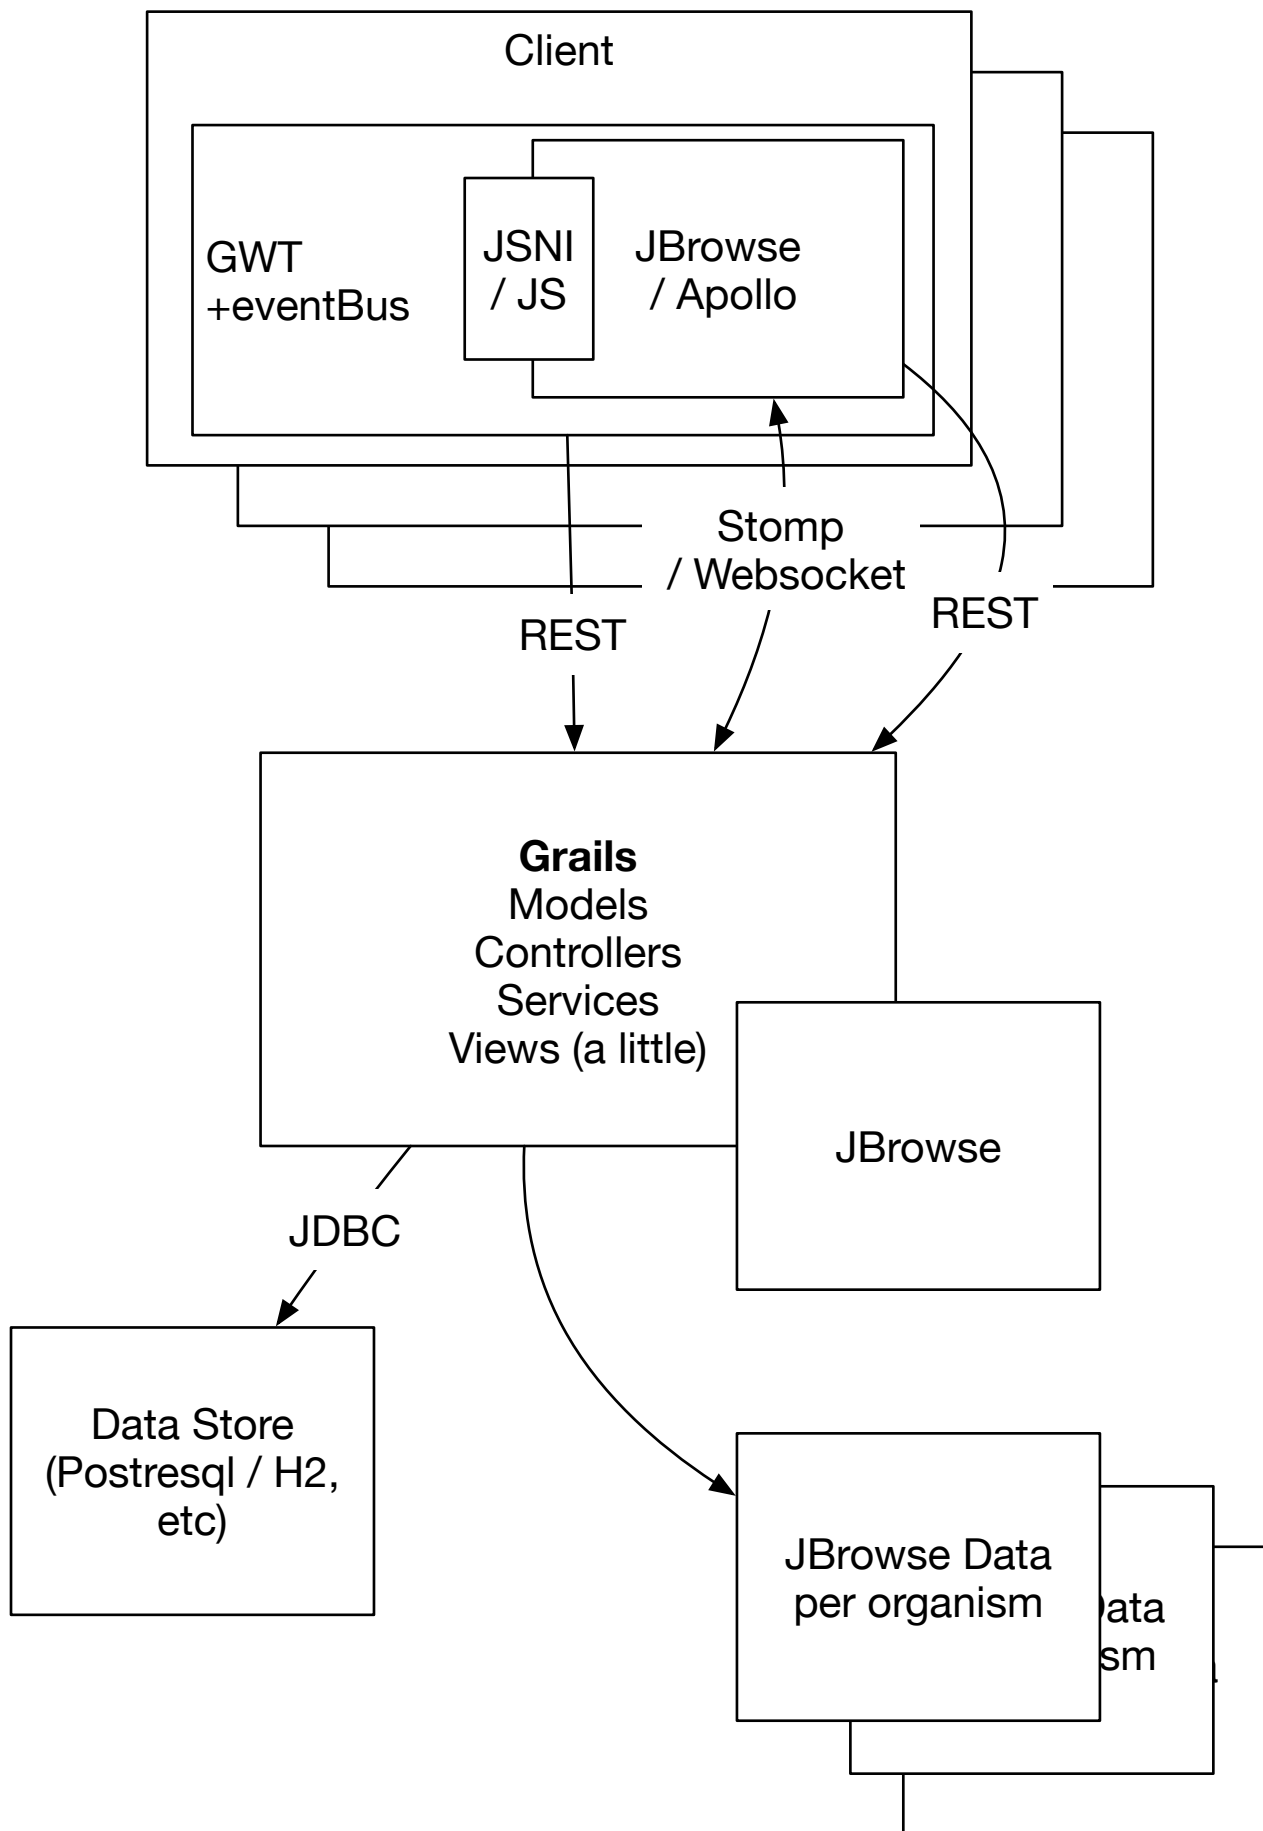 Client
GWT
+eventBus
JSNI
/ JS
JBrowse
/ Apollo
Stomp
/ Websocket
REST
REST
Grails
Models
Controllers
Services
Views (a little)
JBrowse
JDBC
Data Store
(Postresql / H2,
etc)
JBrowse Data
per organism